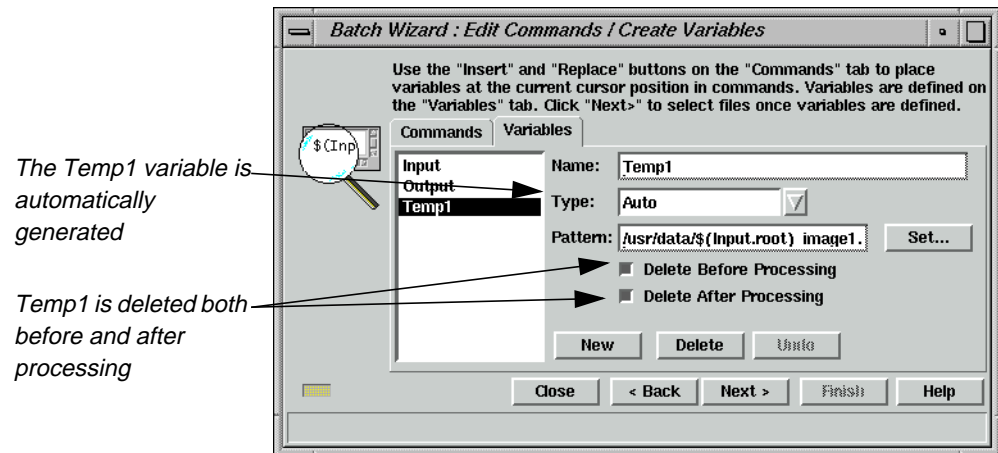 Batch Wizard : Edit Commands / Create Variables
Use the "Insert" and "Replace" buttons on the "Commands" tab to place
variables at the current cursor position in commands. Variables are defined on
the "Variables" tab. Click "Next>" to select files once variables are defined.
$(Inp
Commands Variables
Input
Output
Temp1
Name: Temp1
Type: Auto
Pattern: /usr/data/$(Input.root) image1. Set...
Delete Before Processing
Delete After Processing
New Delete Undo
Close < Back Next > Finish Help
The Temp1 variable is
automatically
generated
Temp1 is deleted both
before and after
processing